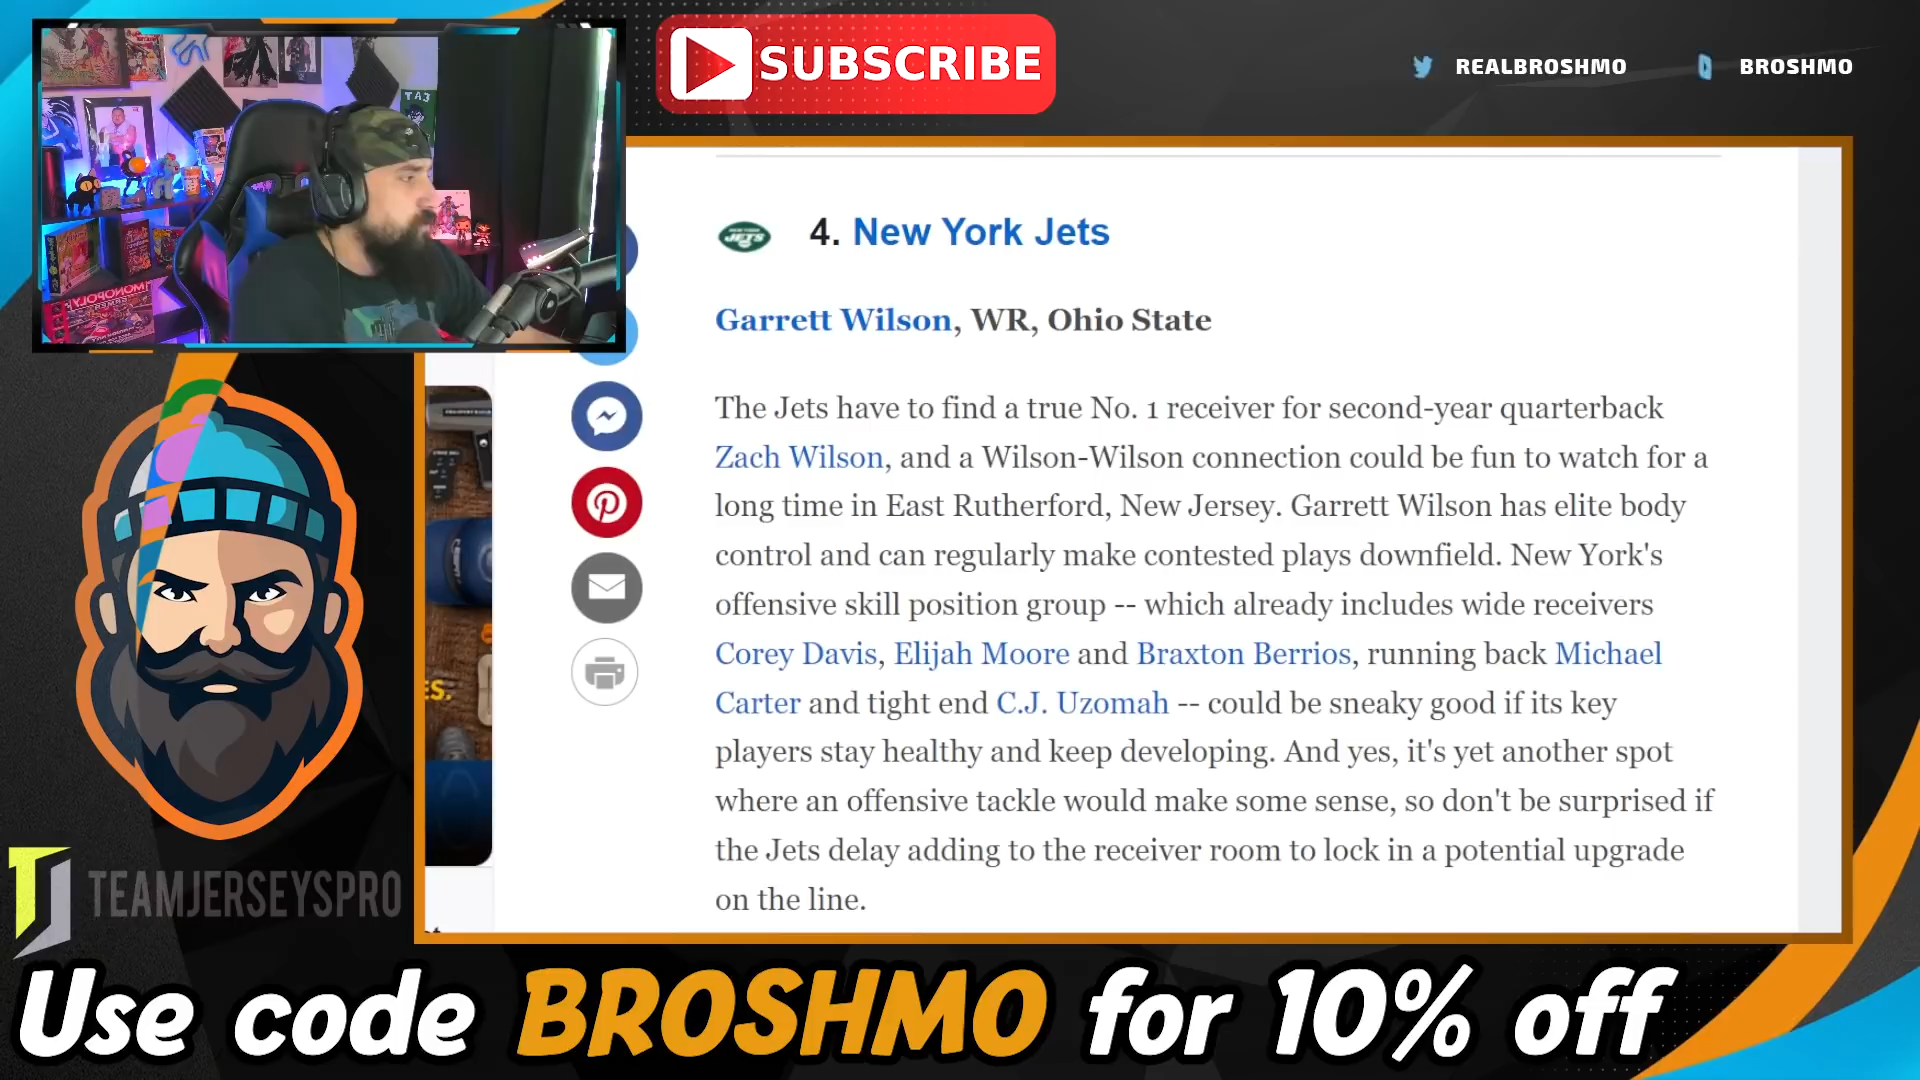 TAJ
MONOPOLY
SUBSCRIBE
REALBROSHMO
BROSHMO
JETS
4. New York Jets
Garrett Wilson, WR, Ohio State
The Jets have to find a true No. 1 receiver for second-year quarterback
Zach Wilson, and a Wilson-Wilson connection could be fun to watch for a
long time in East Rutherford, New Jersey. Garrett Wilson has elite body
control and can regularly make contested plays downfield. New York's
offensive skill position group -- which already includes wide receivers
Corey Davis, Elijah Moore and Braxton Berrios, running back Michael
Carter and tight end C.J. Uzomah -- could be sneaky good if its key
players stay healthy and keep developing. And yes, it's yet another spot
where an offensive tackle would make some sense, so don't be surprised if
the Jets delay adding to the receiver room to lock in a potential upgrade
on the line.
ES.
TJ TEAMJERSEYSPRO
Use code BROSHMO for 10% off